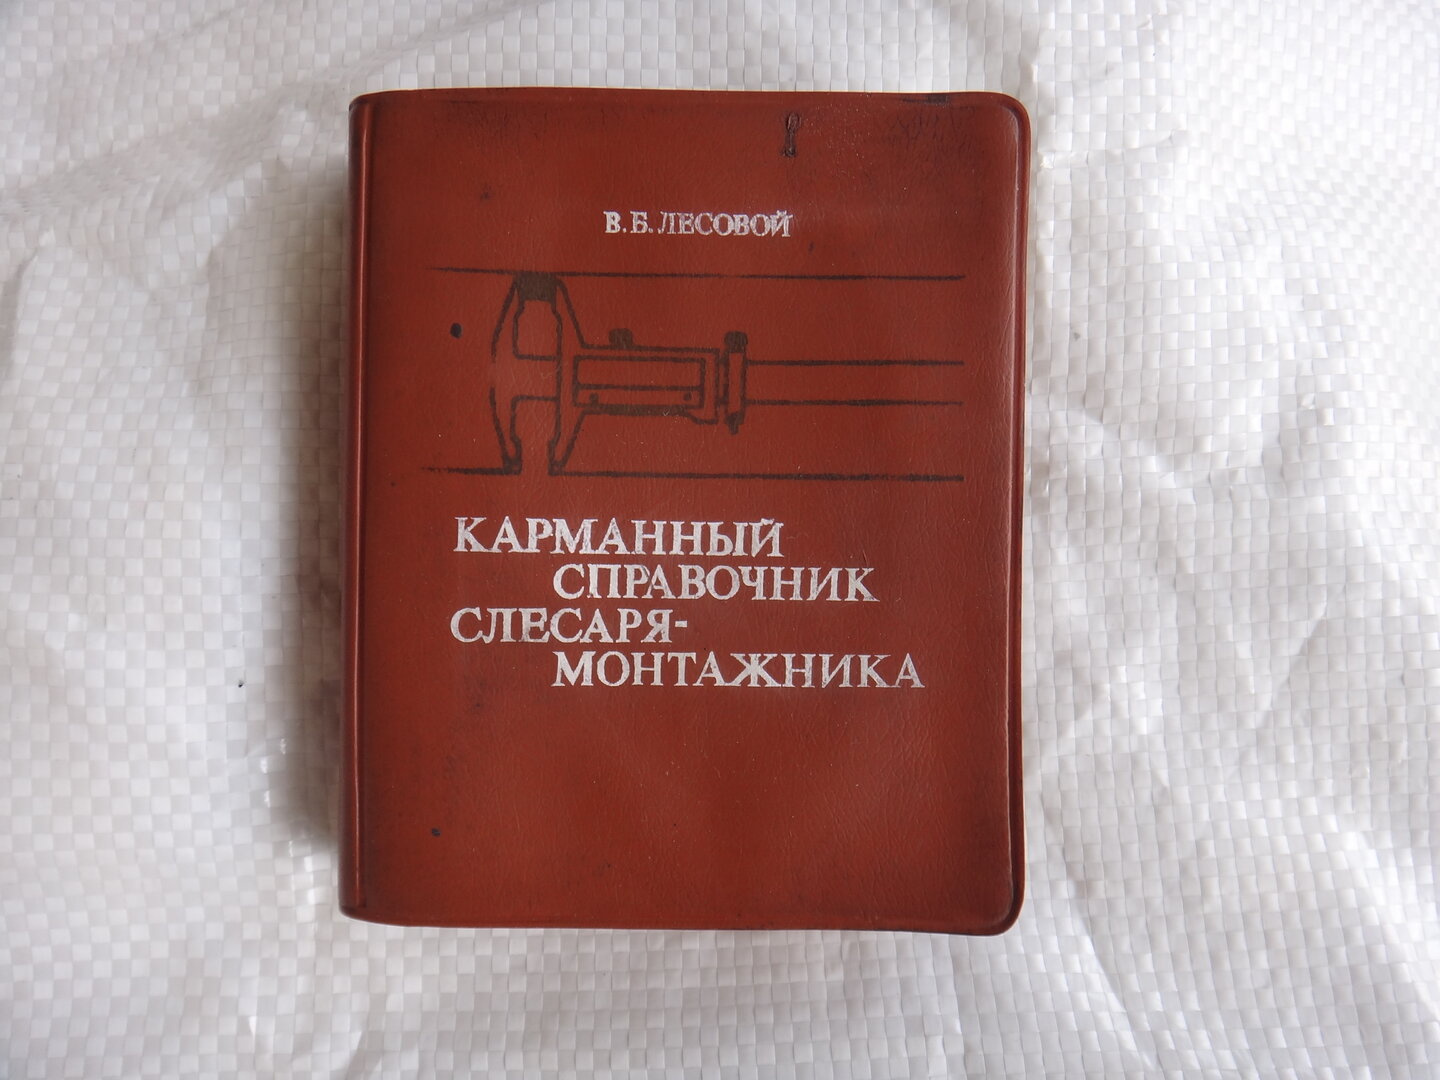 В.Б.ЛЕСОВОЙ
КАРМАННЫЙ
СПРАВОЧНИК
СЛЕСАРЯ-
МОНТАЖНИКА